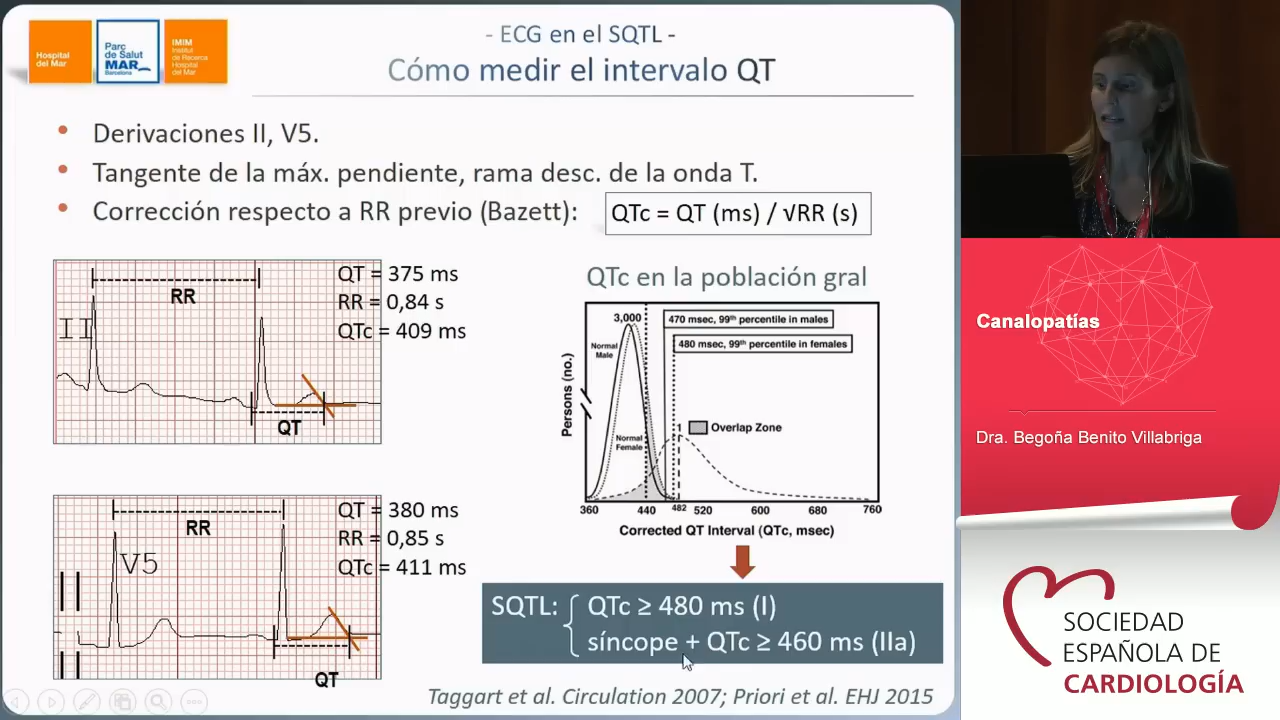 Hospital
del Mar
Parc
de Salut
MAR
Barcelona
IMIM
Institut
de Recerca
Hospital
del Mar
- ECG en el SQTL -
Cómo medir el intervalo QT
• Derivaciones II, V5.
• Tangente de la máx. pendiente, rama desc. de la onda T.
• Corrección respecto a RR previo (Bazett):
QTc = QT (ms) / √RR (s)
RR
II
QT
QT = 375 ms
RR = 0,84 s
QTc = 409 ms
RR
V5
QT
QT = 380 ms
RR = 0,85 s
QTc = 411 ms
QTc en la población gral
3,000
470 msec, 99th percentile in males
480 msec, 99th percentile in females
Normal
Male
Normal
Female
Overlap Zone
Persons (no.)
360 440 482 520 600 680 760
Corrected QT Interval (QTc, msec)
SQTL:
QTc ≥ 480 ms (I)
síncope + QTc ≥ 460 ms (IIa)
Taggart et al. Circulation 2007; Priori et al. EHJ 2015
Canalopatías
Dra. Begoña Benito Villabriga
SOCIEDAD
ESPAÑOLA DE
CARDIOLOGÍA